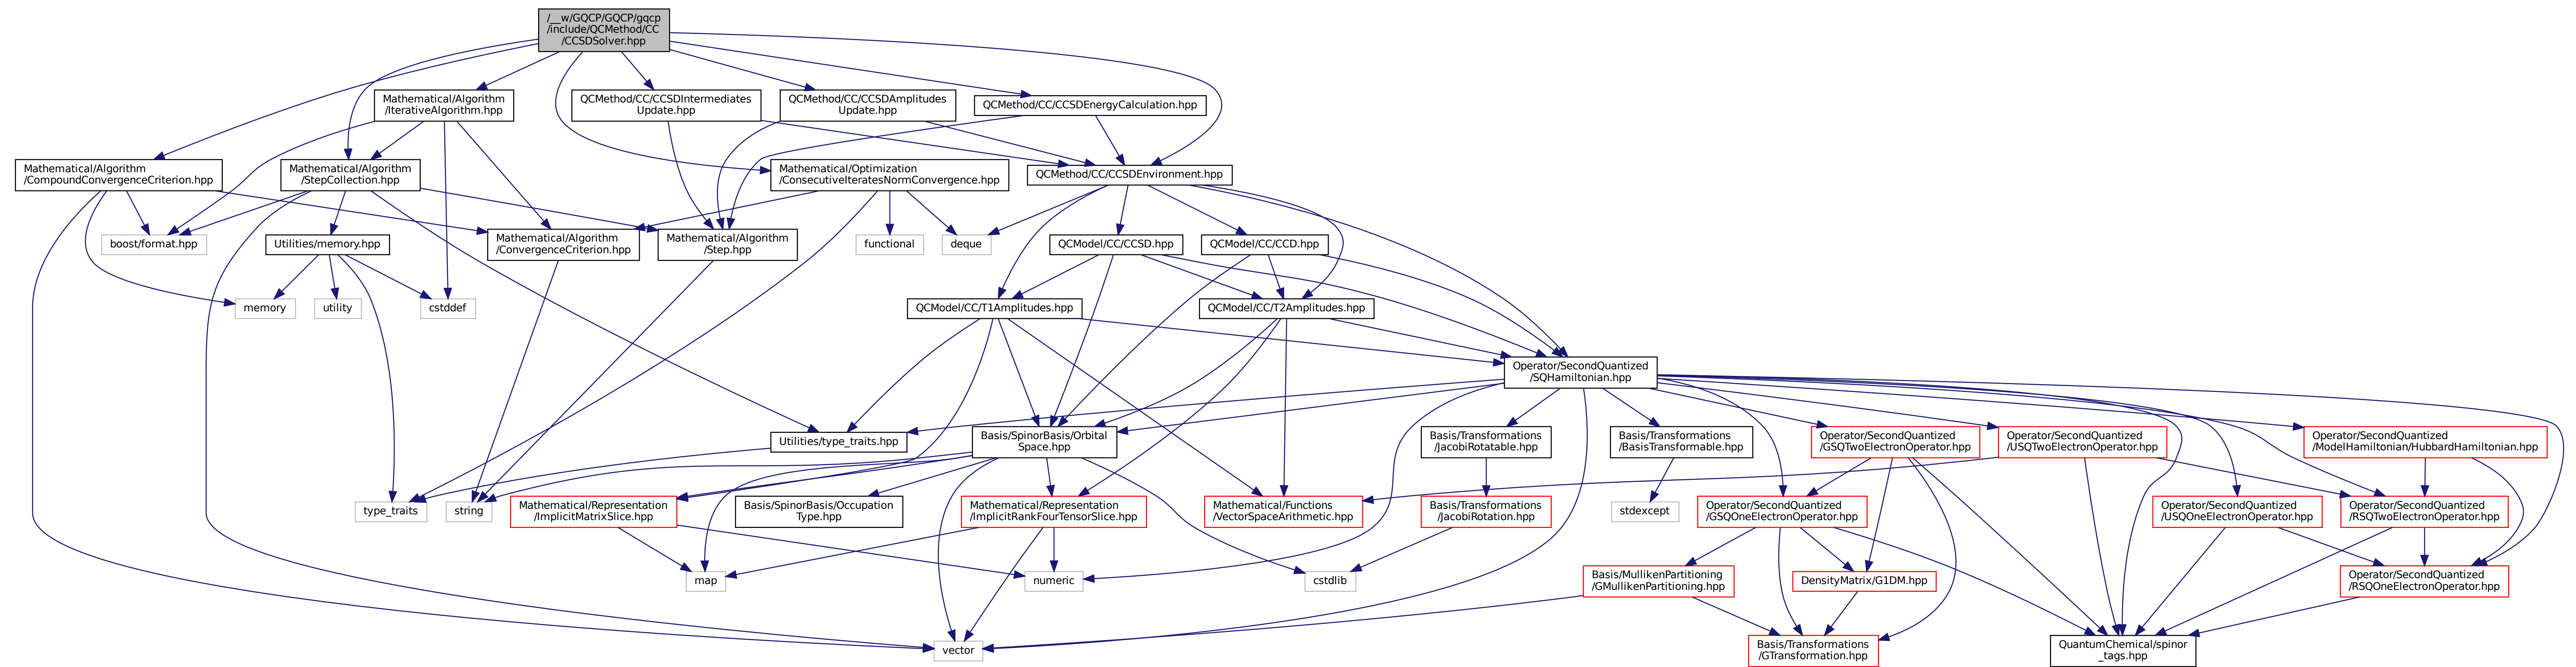 /__w/GQCP/GQCP/gqcp
/include/QCMethod/CC
/CCSDSolver.hpp
Mathematical/Algorithm
/IterativeAlgorithm.hpp
QCMethod/CC/CCSDIntermediates
Update.hpp
QCMethod/CC/CCSDAmplitudes
Update.hpp
QCMethod/CC/CCSDEnergyCalculation.hpp
Mathematical/Algorithm
/CompoundConvergenceCriterion.hpp
Mathematical/Algorithm
/StepCollection.hpp
Mathematical/Optimization
/ConsecutiveIteratesNormConvergence.hpp
QCMethod/CC/CCSDEnvironment.hpp
boost/format.hpp
Utilities/memory.hpp
Mathematical/Algorithm
/ConvergenceCriterion.hpp
Mathematical/Algorithm
/Step.hpp
functional
deque
QCModel/CC/CCSD.hpp
QCModel/CC/CCD.hpp
memory
utility
cstddef
QCModel/CC/T1Amplitudes.hpp
QCModel/CC/T2Amplitudes.hpp
Operator/SecondQuantized
/SQHamiltonian.hpp
Utilities/type_traits.hpp
Basis/SpinorBasis/Orbital
Space.hpp
Basis/Transformations
/JacobiRotatable.hpp
Basis/Transformations
/BasisTransformable.hpp
Operator/SecondQuantized
/GSQTwoElectronOperator.hpp
Operator/SecondQuantized
/USQTwoElectronOperator.hpp
Operator/SecondQuantized
/ModelHamiltonian/HubbardHamiltonian.hpp
type_traits
string
Mathematical/Representation
/ImplicitMatrixSlice.hpp
Basis/SpinorBasis/Occupation
Type.hpp
Mathematical/Representation
/ImplicitRankFourTensorSlice.hpp
Mathematical/Functions
/VectorSpaceArithmetic.hpp
Basis/Transformations
/JacobiRotation.hpp
stdexcept
Operator/SecondQuantized
/GSQOneElectronOperator.hpp
Operator/SecondQuantized
/USQOneElectronOperator.hpp
Operator/SecondQuantized
/RSQTwoElectronOperator.hpp
map
numeric
cstdlib
Basis/MullikenPartitioning
/GMullikenPartitioning.hpp
DensityMatrix/G1DM.hpp
Operator/SecondQuantized
/RSQOneElectronOperator.hpp
vector
Basis/Transformations
/GTransformation.hpp
QuantumChemical/spinor
_tags.hpp